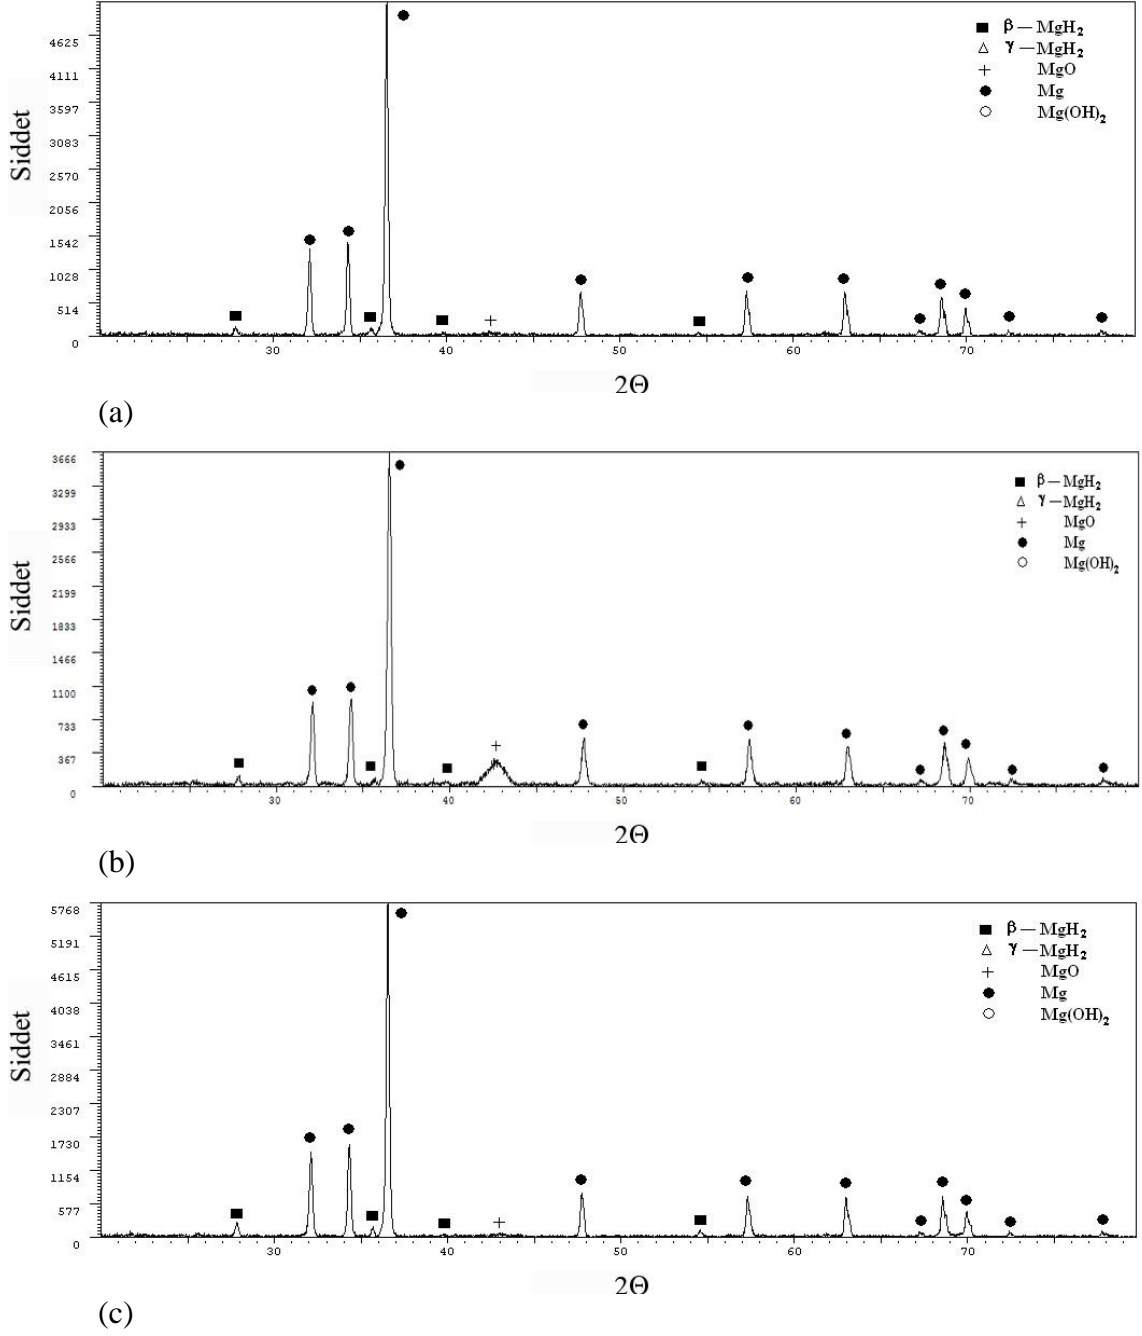 4625
4111
3597
3083
2570
2056
1542
1028
514
0
Siddet
β — MgH₂
γ — MgH₂
MgO
Mg
Mg(OH)₂
30 40 50 60 70
2Θ
(a)
3666
3299
2933
2566
2199
1833
1466
1100
733
367
0
Siddet
β — MgH₂
γ — MgH₂
MgO
Mg
Mg(OH)₂
30 40 50 60 70
2Θ
(b)
5768
5191
4615
4038
3461
2884
2307
1730
1154
577
0
Siddet
β — MgH₂
γ — MgH₂
MgO
Mg
Mg(OH)₂
30 40 50 60 70
2Θ
(c)